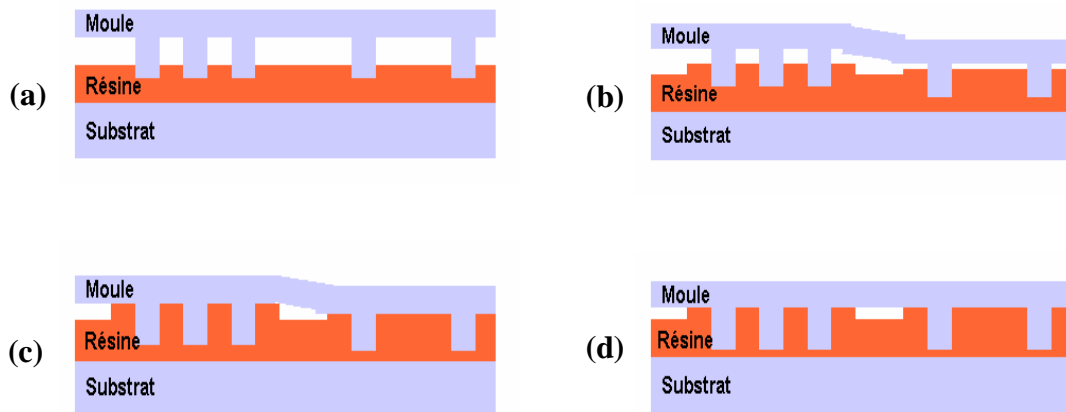 Moule
(a)
Résine
Substrat
Moule
(b)
Résine
Substrat
Moule
(c)
Résine
Substrat
Moule
(d)
Résine
Substrat